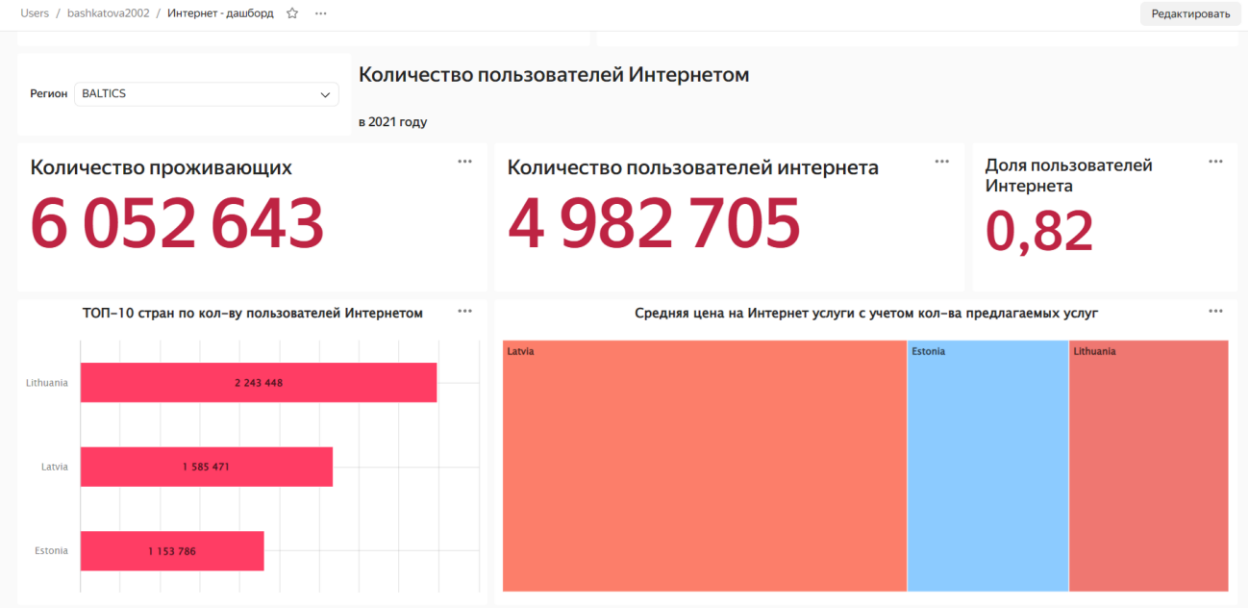 Users / bashkatova2002 / Интернет - дашборд
Редактировать
Регион
BALTICS
Количество пользователей Интернетом
в 2021 году
Количество проживающих
6 052 643
Количество пользователей интернета
4 982 705
Доля пользователей
Интернета
0,82
ТОП-10 стран по кол-ву пользователей Интернетом
Lithuania
2 243 448
Latvia
1 585 471
Estonia
1 153 786
Средняя цена на Интернет услуги с учетом кол-ва предлагаемых услуг
Latvia
Estonia
Lithuania